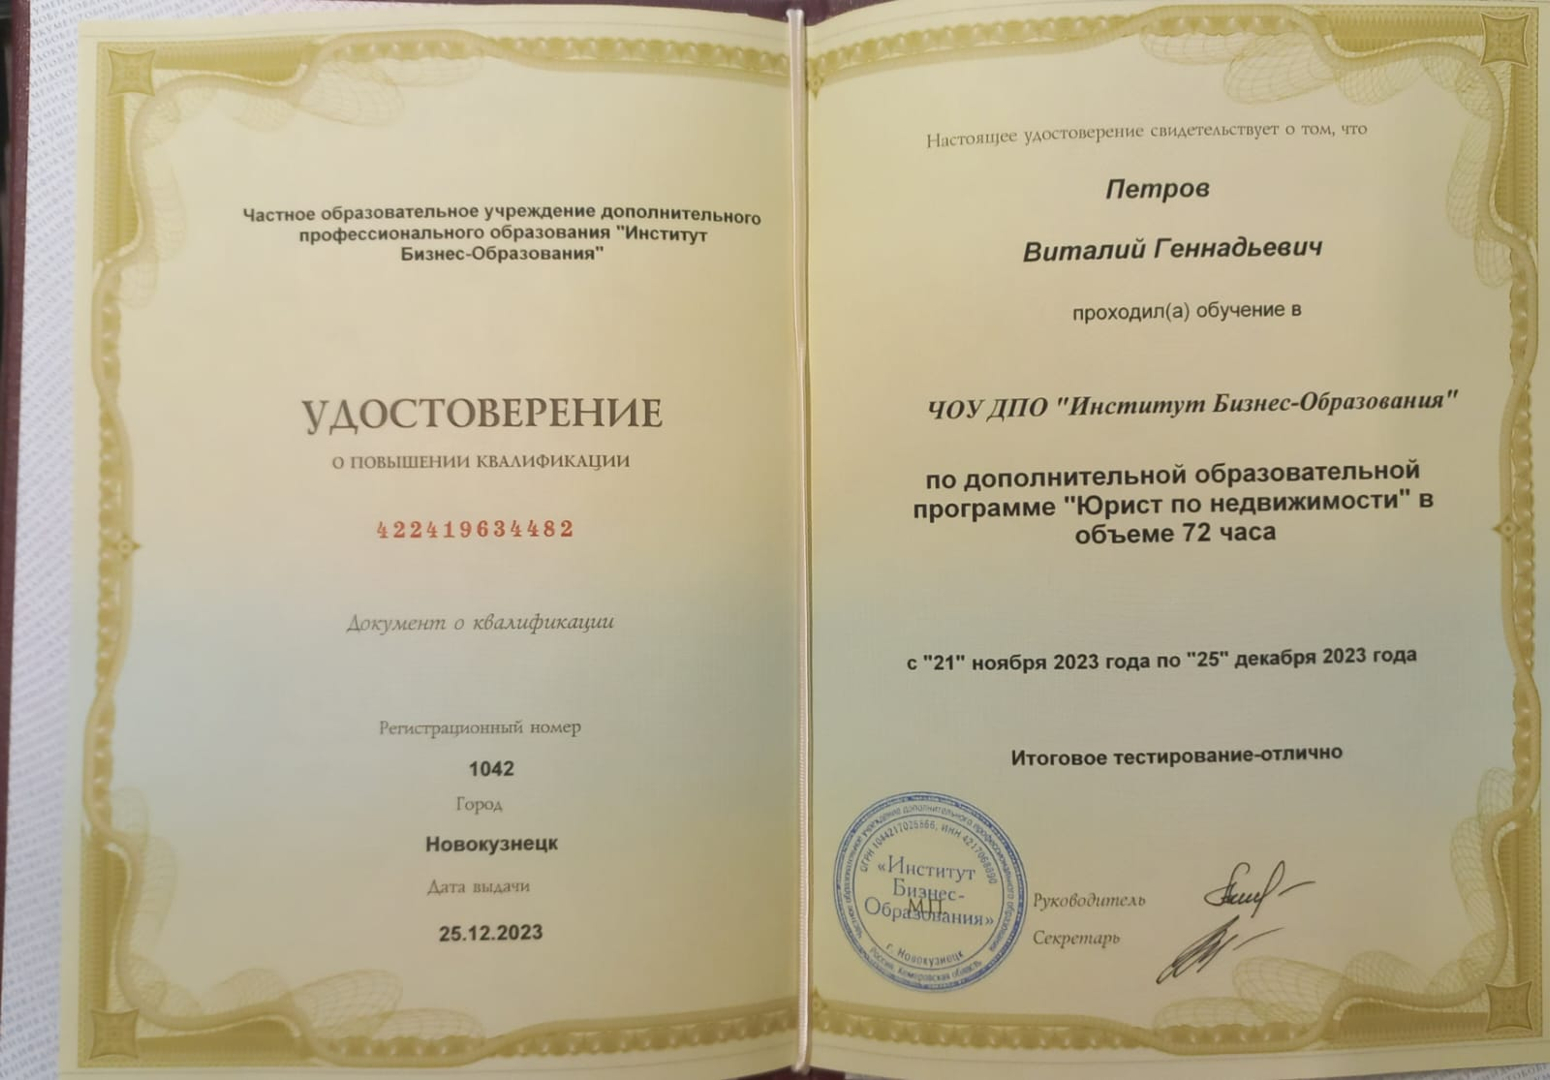 Частное образовательное учреждение дополнительного
профессионального образования "Институт
Бизнес-Образования"
УДОСТОВЕРЕНИЕ
О ПОВЫШЕНИИ КВАЛИФИКАЦИИ
422419634482
Документ о квалификации
Регистрационный номер
1042
Город
Новокузнецк
Дата выдачи
25.12.2023
Настоящее удостоверение свидетельствует о том, что
Петров
Виталий Геннадьевич
проходил(а) обучение в
ЧОУ ДПО "Институт Бизнес-Образования"
по дополнительной образовательной
программе "Юрист по недвижимости" в
объеме 72 часа
с "21" ноября 2023 года по "25" декабря 2023 года
Итоговое тестирование-отлично
«Институт
Бизнес-
Образования»
М.П.
г. Новокузнецк
Россия, Кемеровская область
Руководитель
Секретарь